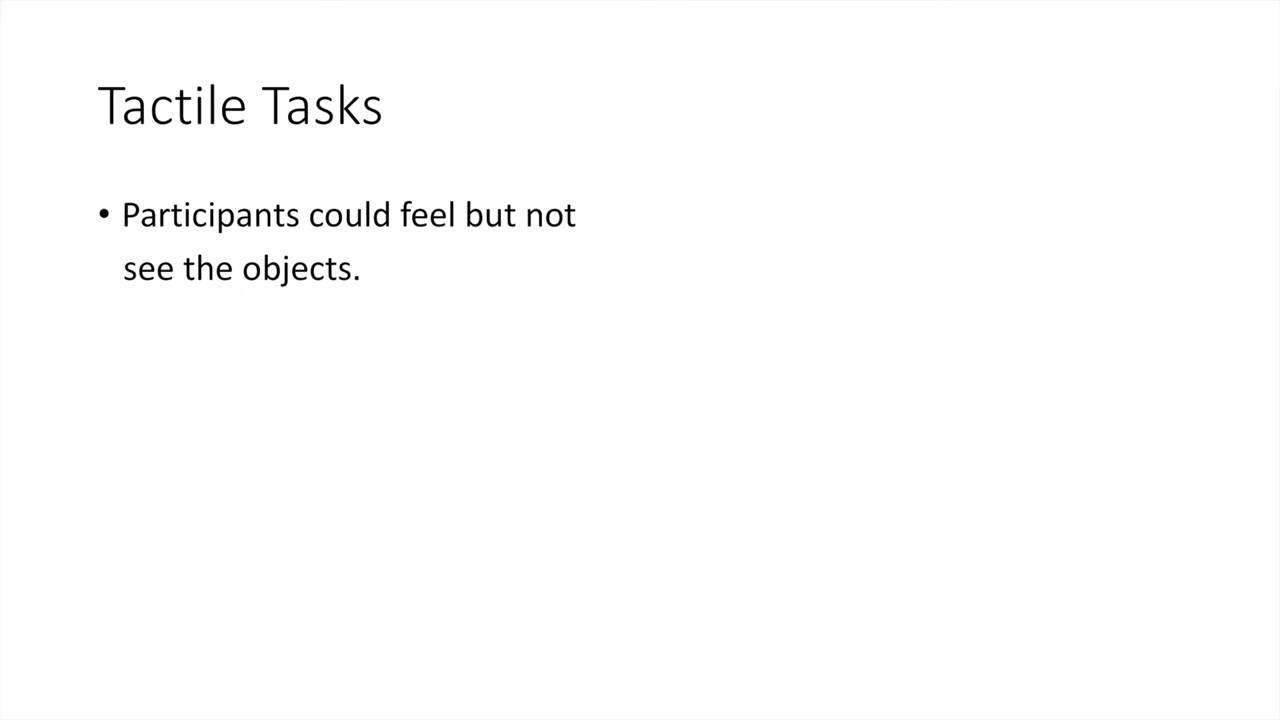 Tactile Tasks
• Participants could feel but not
see the objects.